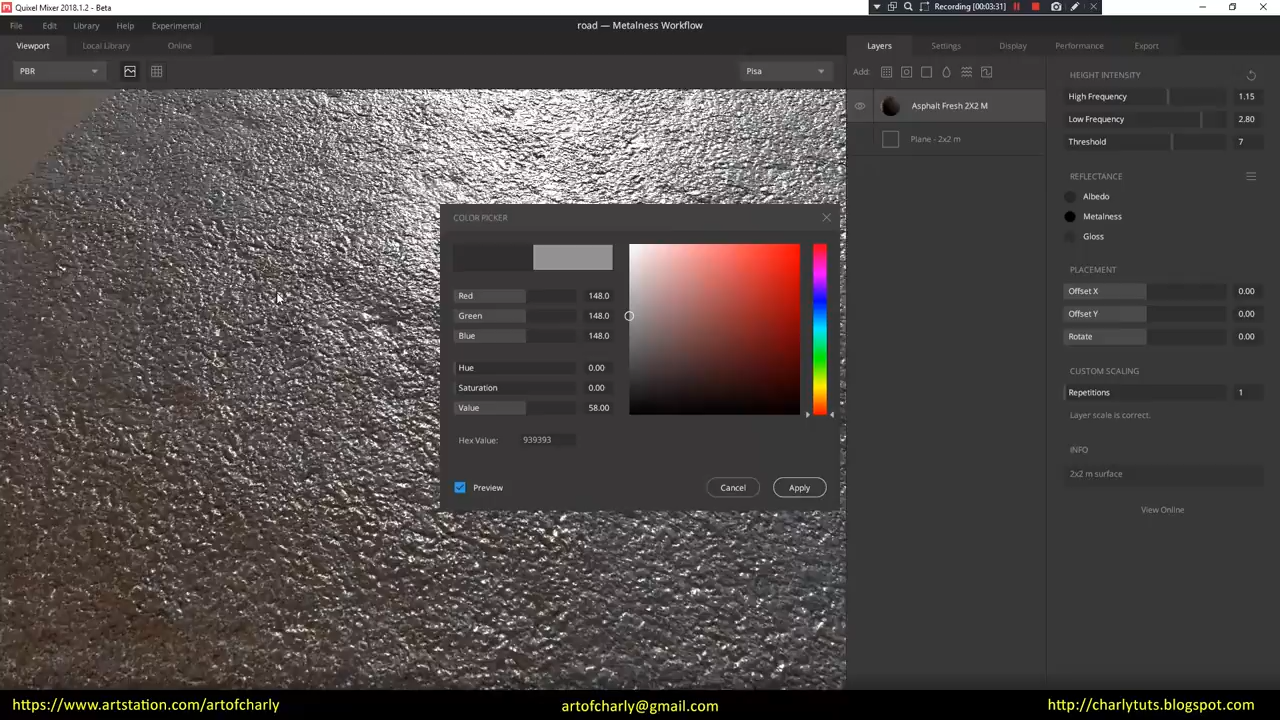 Quixel Mixer 2018.1.2 - Beta
Recording [00:03:31]
File Edit Library Help Experimental
road — Metalness Workflow
Viewport Local Library Online
Layers Settings Display Performance Export
PBR
Pisa
Add:
Asphalt Fresh 2X2 M
Plane - 2x2 m
HEIGHT INTENSITY
High Frequency 1.15
Low Frequency 2.80
Threshold 7
REFLECTANCE
Albedo
Metalness
Gloss
PLACEMENT
Offset X 0.00
Offset Y 0.00
Rotate 0.00
CUSTOM SCALING
Repetitions 1
Layer scale is correct.
INFO
2x2 m surface
View Online
COLOR PICKER
Red 148.0
Green 148.0
Blue 148.0
Hue 0.00
Saturation 0.00
Value 58.00
Hex Value: 939393
Preview
Cancel Apply
https://www.artstation.com/artofcharly
artofcharly@gmail.com
http://charlytuts.blogspot.com